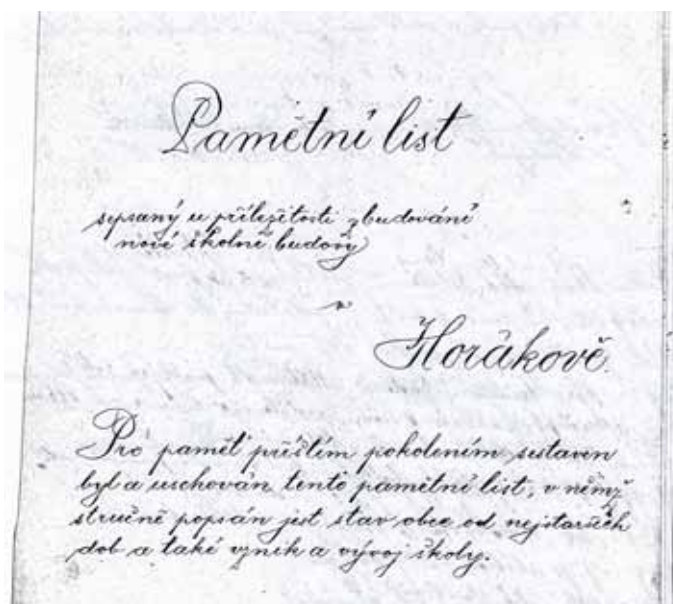 Pamětní list
sepsaný u příležitosti zbudování
nové školní budovy
v
Horákově.
Pro paměť příštím pokolením sestaven
byl a uschován tento pamětní list, v němž
stručně popsán jest stav obce od nejstarších
dob a také vznik a vývoj školy.